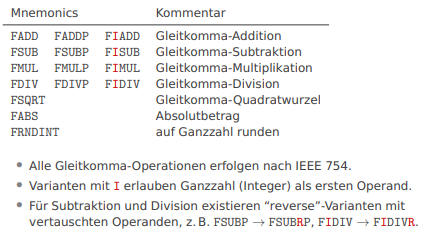 Mnemonics Kommentar
FADD FADDP FIADD Gleitkomma-Addition
FSUB FSUBP FISUB Gleitkomma-Subtraktion
FMUL FMULP FIMUL Gleitkomma-Multiplikation
FDIV FDIVP FIDIV Gleitkomma-Division
FSQRT Gleitkomma-Quadratwurzel
FABS Absolutbetrag
FRNDINT auf Ganzzahl runden
• Alle Gleitkomma-Operationen erfolgen nach IEEE 754.
• Varianten mit I erlauben Ganzzahl (Integer) als ersten Operand.
• Für Subtraktion und Division existieren “reverse”-Varianten mit
vertauschten Operanden, z. B. FSUBP → FSUBRP, FIDIV → FIDIVR.